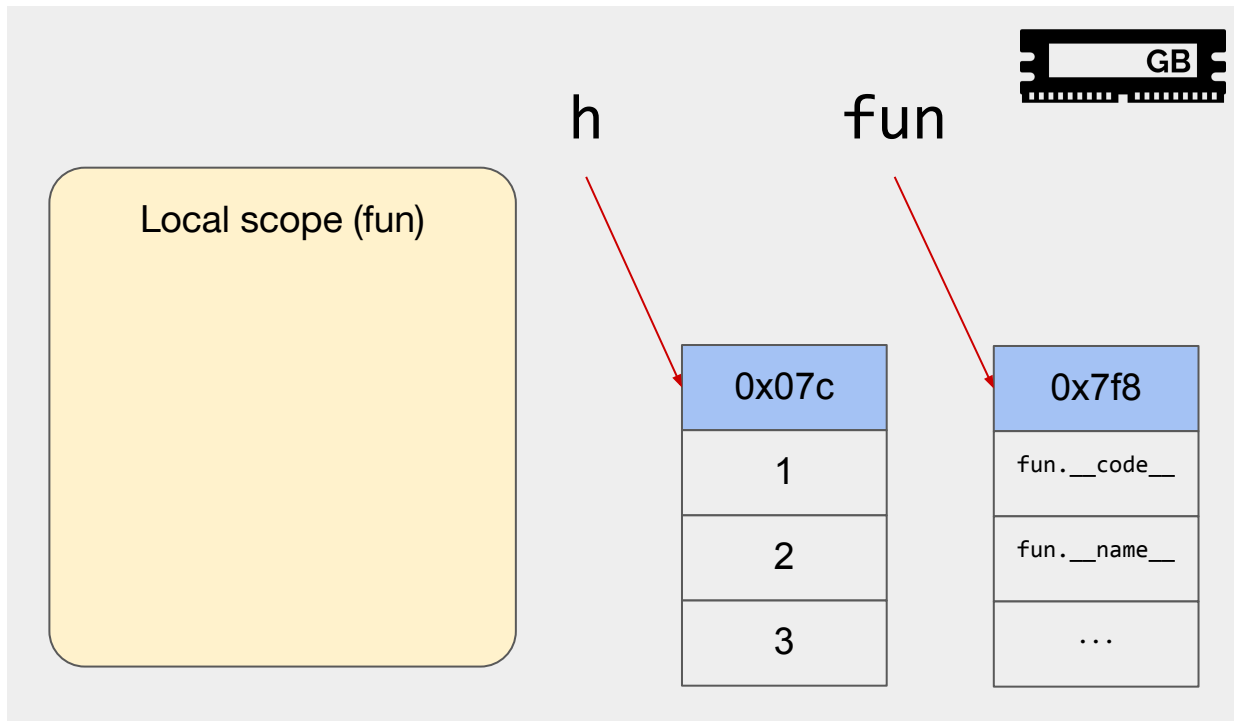 GB
h
fun
Local scope (fun)
0x07c
0x7f8
1
fun.__code__
2
fun.__name__
3
...